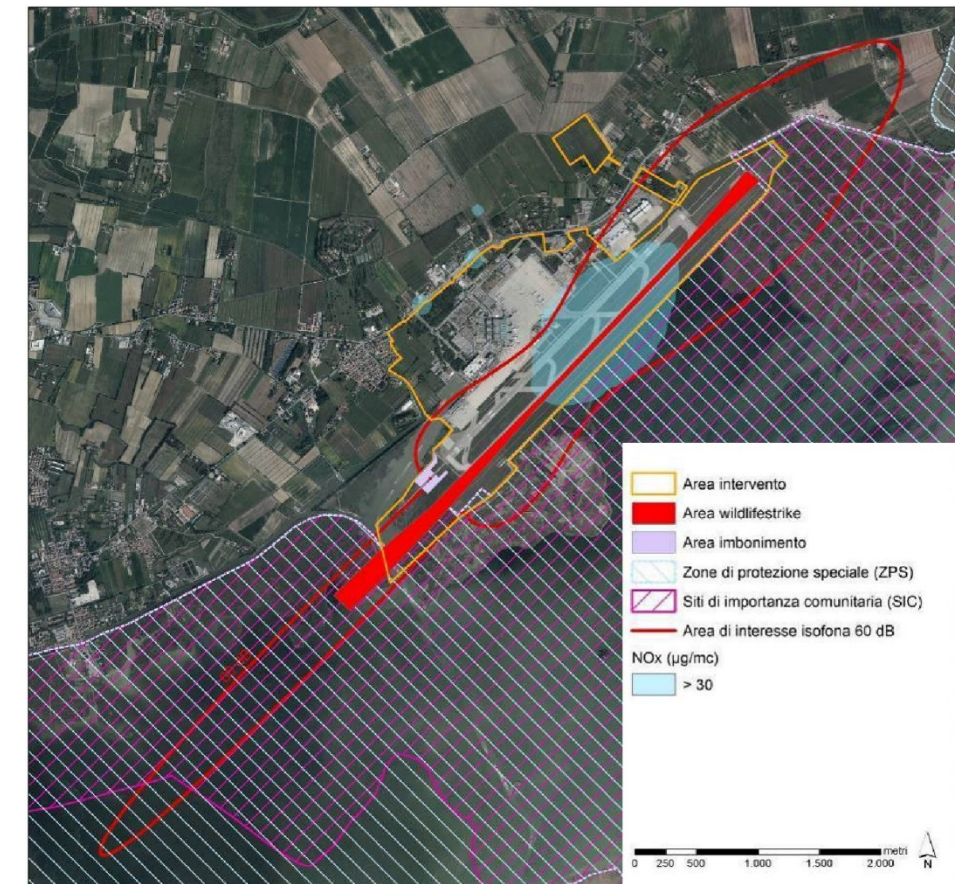 Area intervento
Area wildlifestrike
Area imbonimento
Zone di protezione speciale (ZPS)
Siti di importanza comunitaria (SIC)
Area di interesse isofona 60 dB
NOx (µg/mc)
> 30
metri
0 250 500 1.000 1.500 2.000
N